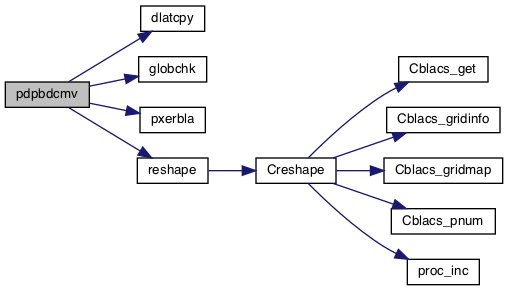 dlatcpy
globchk
pdpbdcmv
pxerbla
reshape
Creshape
Cblacs_get
Cblacs_gridinfo
Cblacs_gridmap
Cblacs_pnum
proc_inc